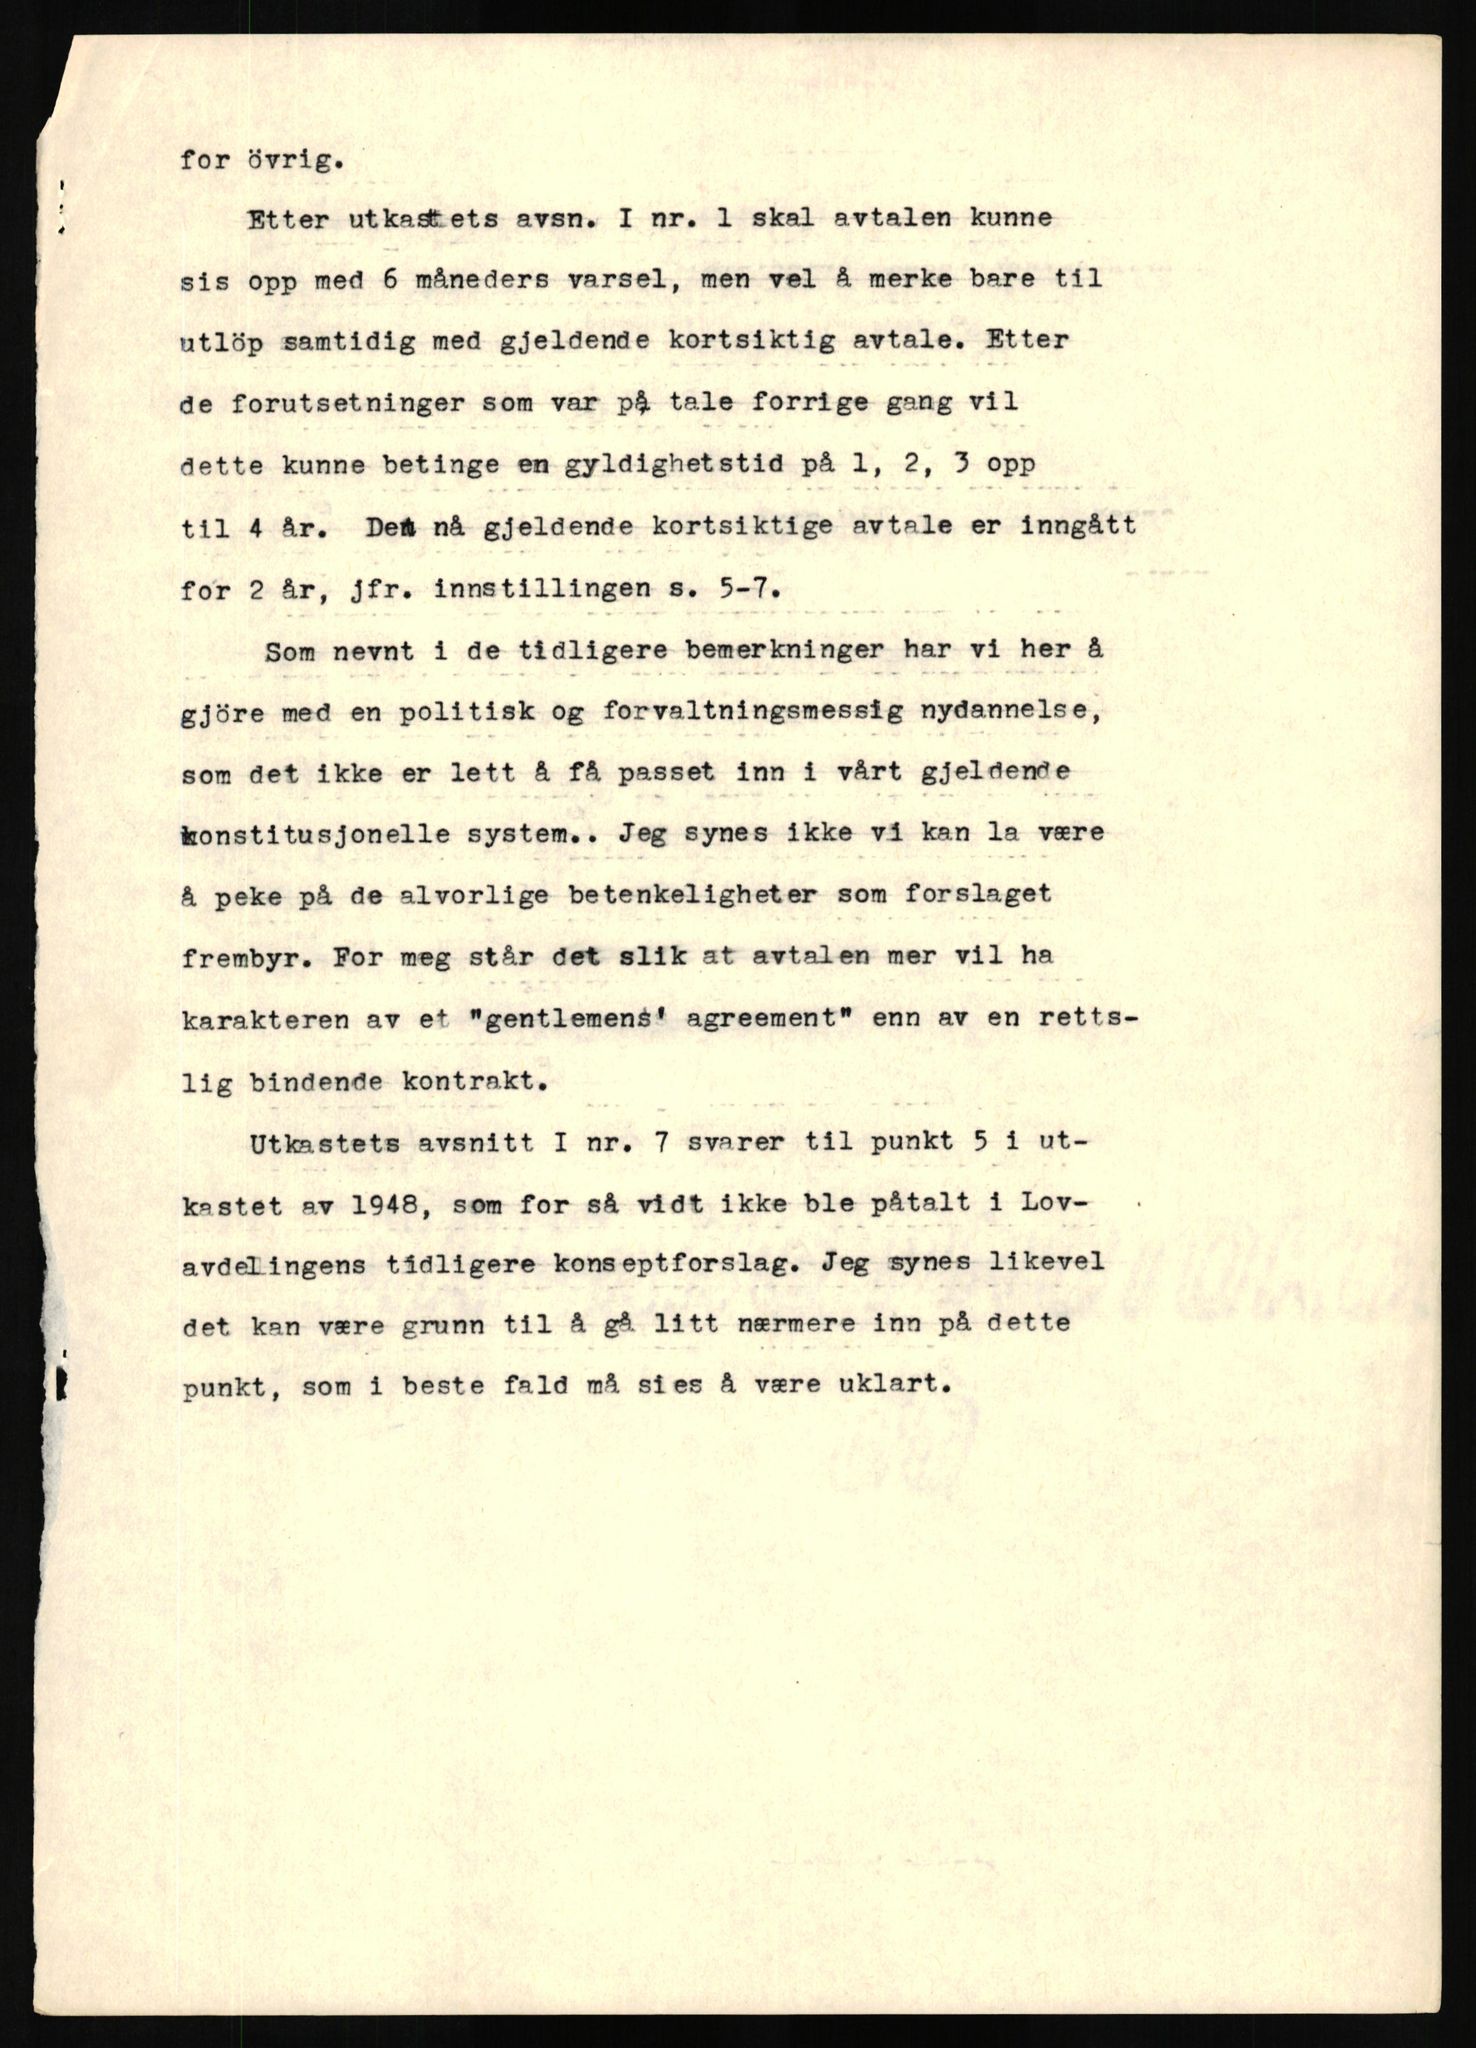 for övrig.
Etter utkastets avsn. I nr. 1 skal avtalen kunne
sis opp med 6 måneders varsel, men vel å merke bare til
utlöp samtidig med gjeldende kortsiktig avtale. Etter
de forutsetninger som var på tale forrige gang vil
dette kunne betinge en gyldighetstid på 1, 2, 3 opp
til 4 år. Den nå gjeldende kortsiktige avtale er inngått
for 2 år, jfr. innstillingen s. 5-7.
Som nevnt i de tidligere bemerkninger har vi her å
gjöre med en politisk og forvaltningsmessig nydannelse,
som det ikke er lett å få passet inn i vårt gjeldende
konstitusjonelle system.. Jeg synes ikke vi kan la være
å peke på de alvorlige betenkeligheter som forslaget
frembyr. For meg står det slik at avtalen mer vil ha
karakteren av et "gentlemens' agreement" enn av en retts-
lig bindende kontrakt.
Utkastets avsnitt I nr. 7 svarer til punkt 5 i ut-
kastet av 1948, som for så vidt ikke ble påtalt i Lov-
avdelingens tidligere konseptforslag. Jeg synes likevel
det kan være grunn til å gå litt nærmere inn på dette
punkt, som i beste fald må sies å være uklart.